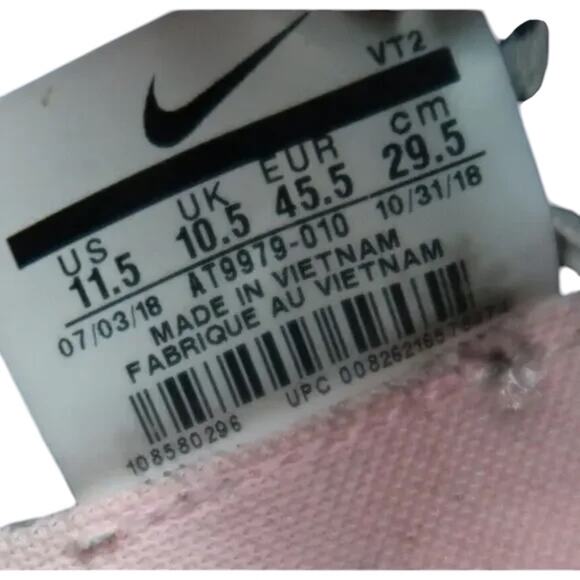 VT2
US UK EUR cm
11.5 10.5 45.5 29.5
07/03/18 AT9979-010 10/31/18
MADE IN VIETNAM
FABRIQUE AU VIETNAM
108580296 UPC